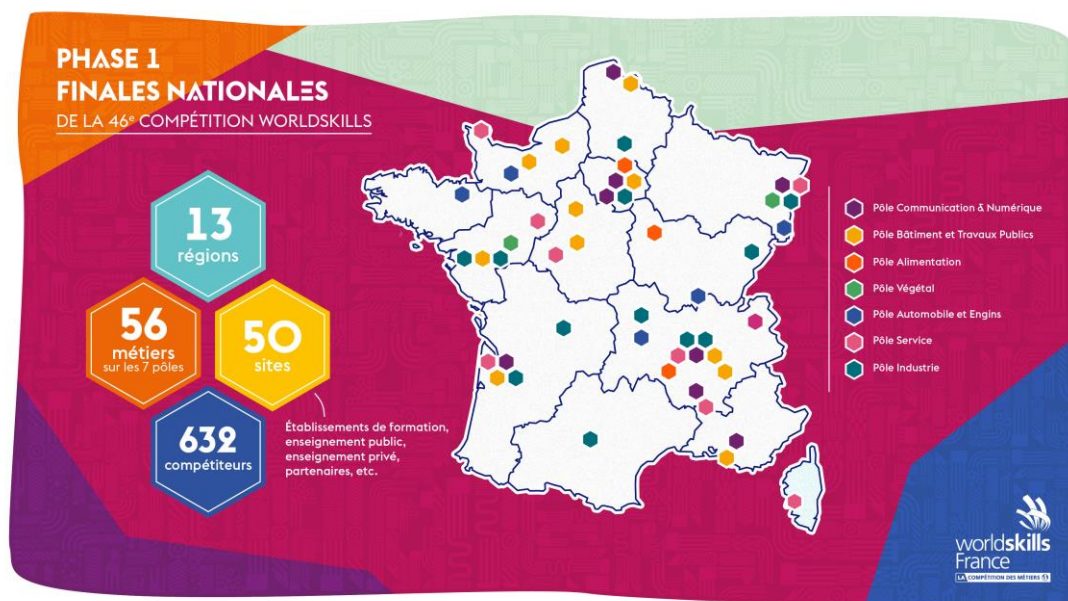 PHASE 1
FINALES NATIONALES
DE LA 46e COMPÉTITION WORLDSKILLS
13
régions
56
métiers
sur les 7 pôles
50
sites
632
compétiteurs
Établissements de formation,
enseignement public,
enseignement privé,
partenaires, etc.
Pôle Communication & Numérique
Pôle Bâtiment et Travaux Publics
Pôle Alimentation
Pôle Végétal
Pôle Automobile et Engins
Pôle Service
Pôle Industrie
worldskills
France
LA COMPÉTITION DES MÉTIERS